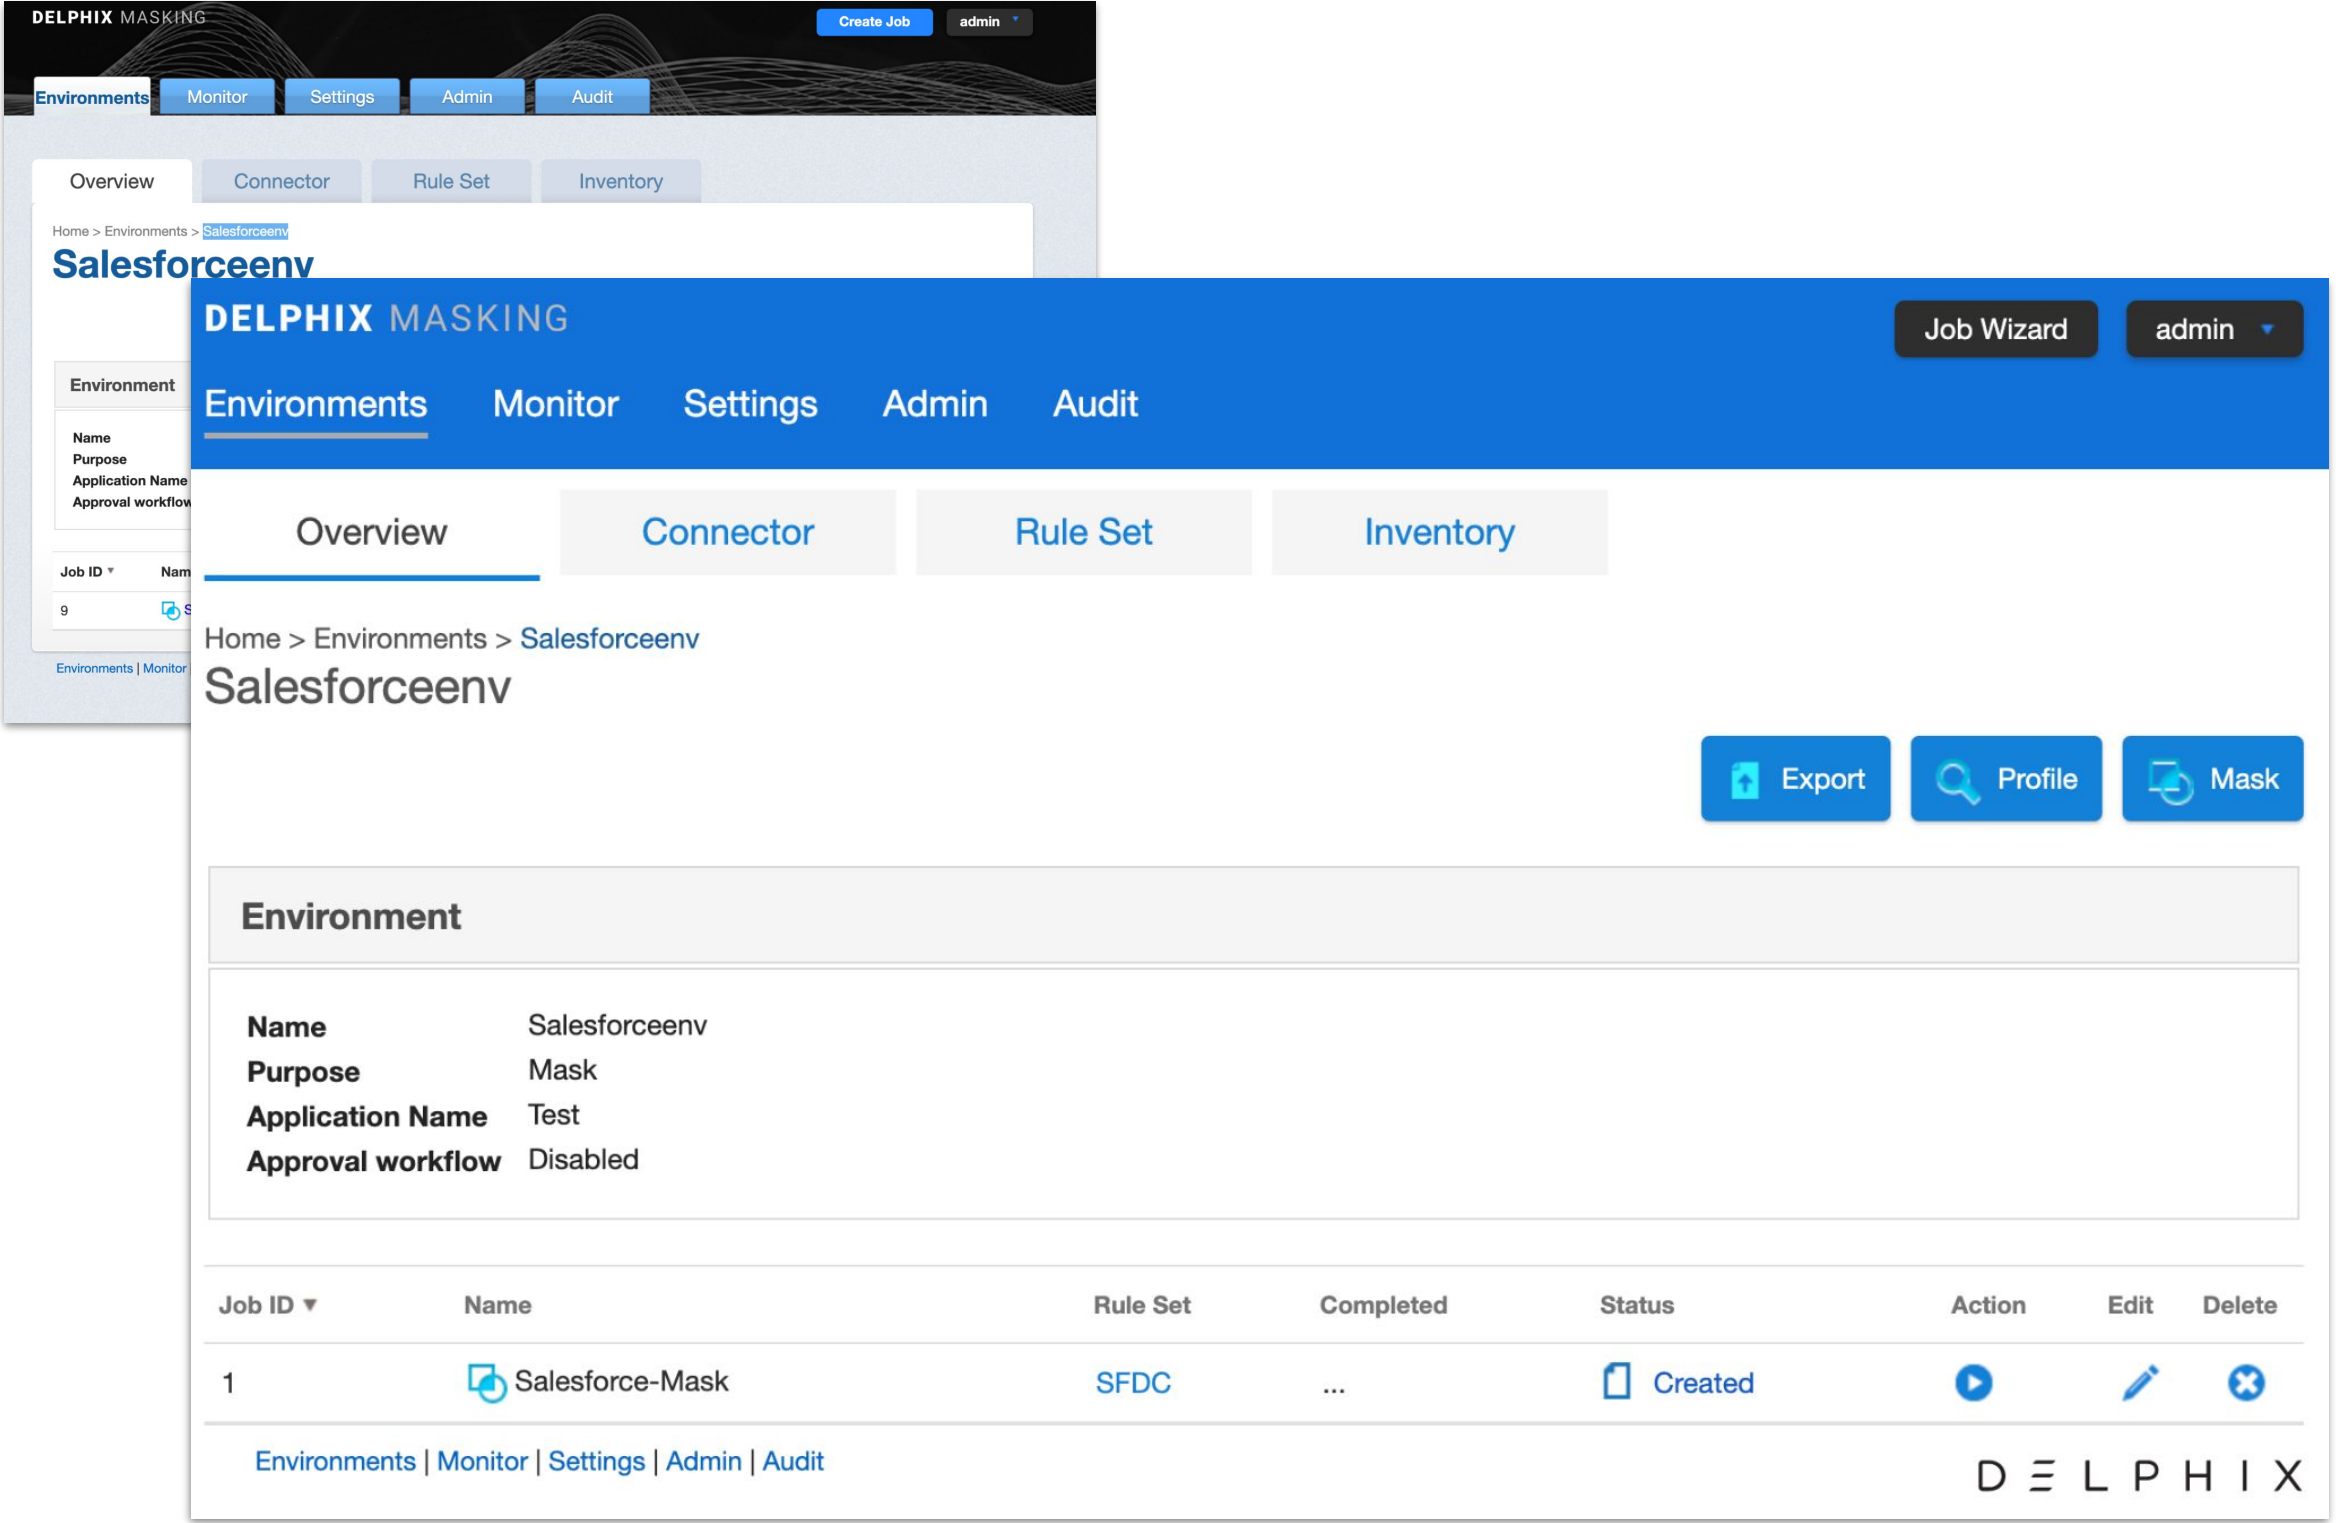 DELPHIX MASKING
Create Job
admin
Environments Monitor Settings Admin Audit
Overview Connector Rule Set Inventory
Home > Environments > Salesforceenv
Salesforceenv
Environment
Name
Purpose
Application Name
Approval workflow
Job ID Nam
9 S
Environments | Monitor
DELPHIX MASKING
Job Wizard
admin
Environments Monitor Settings Admin Audit
Overview Connector Rule Set Inventory
Home > Environments > Salesforceenv
Salesforceenv
Export Profile Mask
Environment
Name Salesforceenv
Purpose Mask
Application Name Test
Approval workflow Disabled
Job ID Name Rule Set Completed Status Action Edit Delete
1 Salesforce-Mask SFDC ... Created
Environments | Monitor | Settings | Admin | Audit
DELPHIX